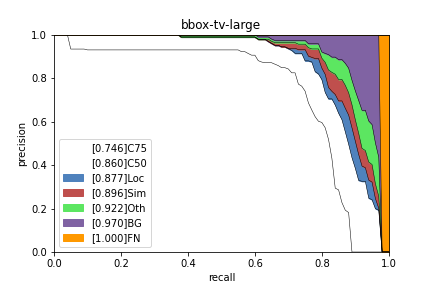 bbox-tv-large
1.0
0.8
0.6
0.4
0.2
0.0
precision
[0.746]C75
[0.860]C50
[0.877]Loc
[0.896]Sim
[0.922]Oth
[0.970]BG
[1.000]FN
0.0 0.2 0.4 0.6 0.8 1.0
recall